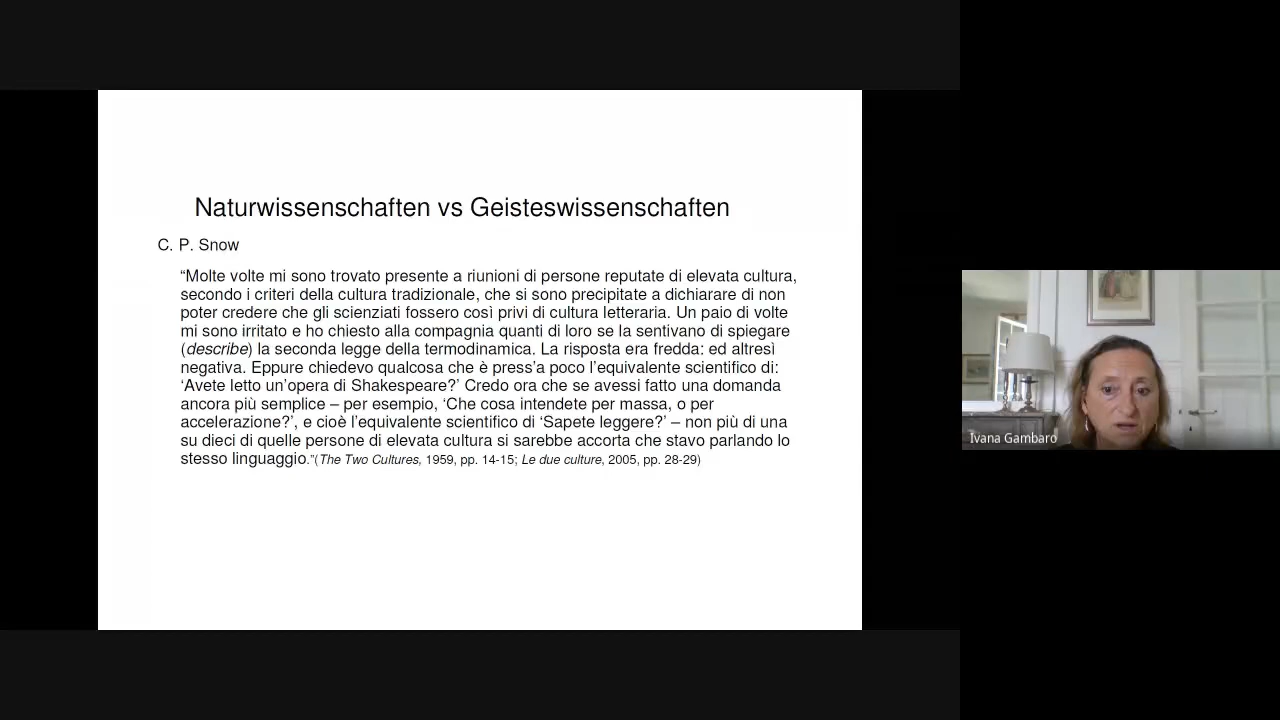 Naturwissenschaften vs Geisteswissenschaften
C. P. Snow
“Molte volte mi sono trovato presente a riunioni di persone reputate di elevata cultura,
secondo i criteri della cultura tradizionale, che si sono precipitate a dichiarare di non
poter credere che gli scienziati fossero così privi di cultura letteraria. Un paio di volte
mi sono irritato e ho chiesto alla compagnia quanti di loro se la sentivano di spiegare
(describe) la seconda legge della termodinamica. La risposta era fredda: ed altresì
negativa. Eppure chiedevo qualcosa che è press’a poco l’equivalente scientifico di:
‘Avete letto un’opera di Shakespeare?’ Credo ora che se avessi fatto una domanda
ancora più semplice – per esempio, ‘Che cosa intendete per massa, o per
accelerazione?’, e cioè l’equivalente scientifico di ‘Sapete leggere?’ – non più di una
su dieci di quelle persone di elevata cultura si sarebbe accorta che stavo parlando lo
stesso linguaggio.”(The Two Cultures, 1959, pp. 14-15; Le due culture, 2005, pp. 28-29)
Ivana Gambaro